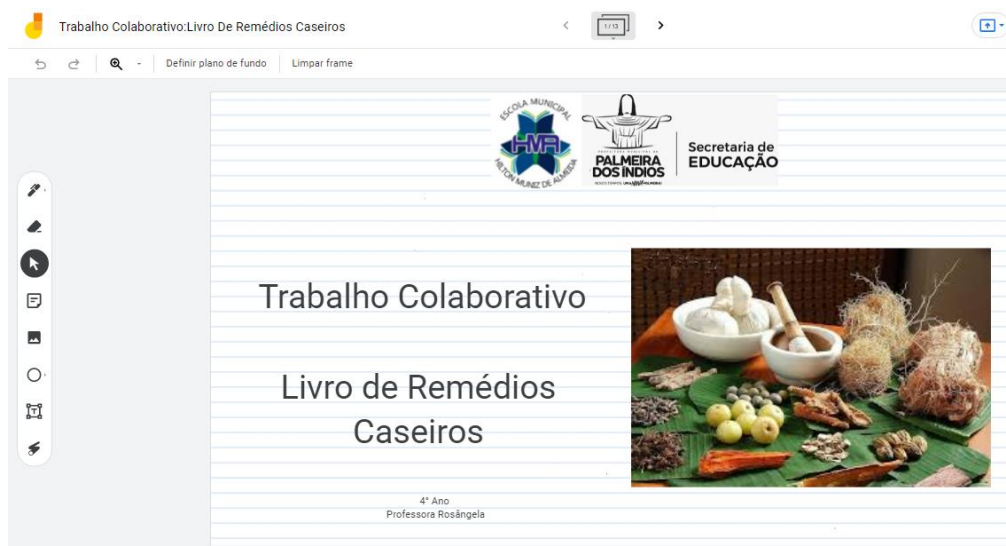 Trabalho Colaborativo:Livro De Remédios Caseiros
1 / 13
Definir plano de fundo
Limpar frame
ESCOLA MUNICIPAL
HMA
HILTON MUNIZ DE ALMEIDA
PALMEIRA
DOS ÍNDIOS
Secretaria de
EDUCAÇÃO
Trabalho Colaborativo
Livro de Remédios
Caseiros
4° Ano
Professora Rosângela